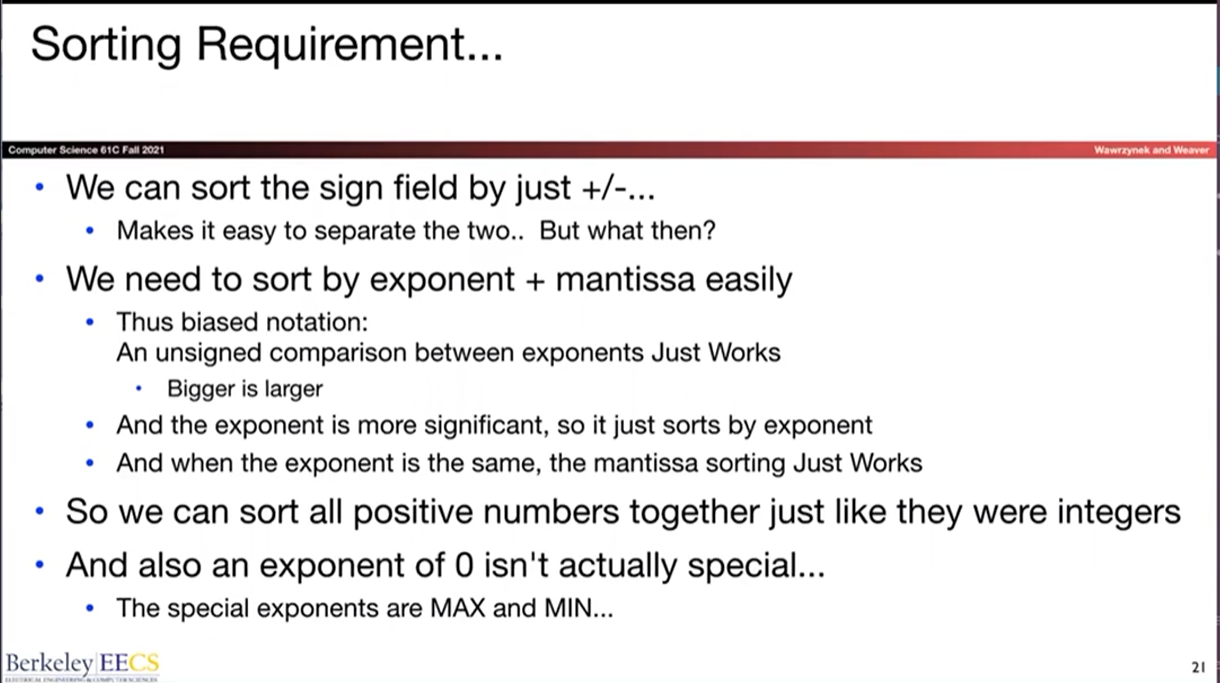 Sorting Requirement...
Computer Science 61C Fall 2021
Wawrzynek and Weaver
• We can sort the sign field by just +/-...
• Makes it easy to separate the two.. But what then?
• We need to sort by exponent + mantissa easily
• Thus biased notation:
An unsigned comparison between exponents Just Works
• Bigger is larger
• And the exponent is more significant, so it just sorts by exponent
• And when the exponent is the same, the mantissa sorting Just Works
• So we can sort all positive numbers together just like they were integers
• And also an exponent of 0 isn't actually special...
• The special exponents are MAX and MIN...
Berkeley EECS
ELECTRICAL ENGINEERING & COMPUTER SCIENCES
21